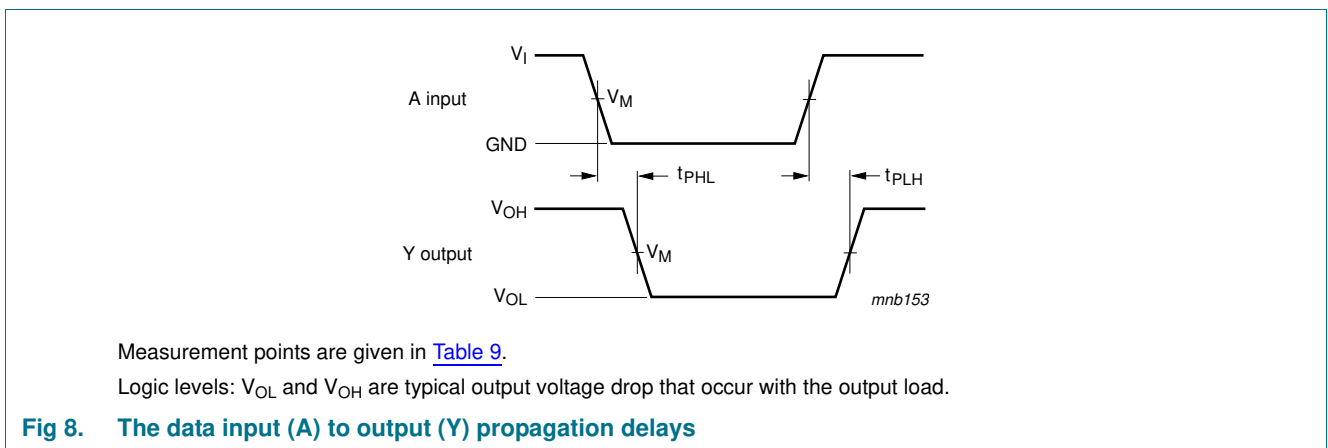 V_I
A input
V_M
GND
t_PHL
t_PLH
V_OH
Y output
V_M
V_OL
mnb153
Measurement points are given in Table 9.
Logic levels: V_OL and V_OH are typical output voltage drop that occur with the output load.
Fig 8. The data input (A) to output (Y) propagation delays